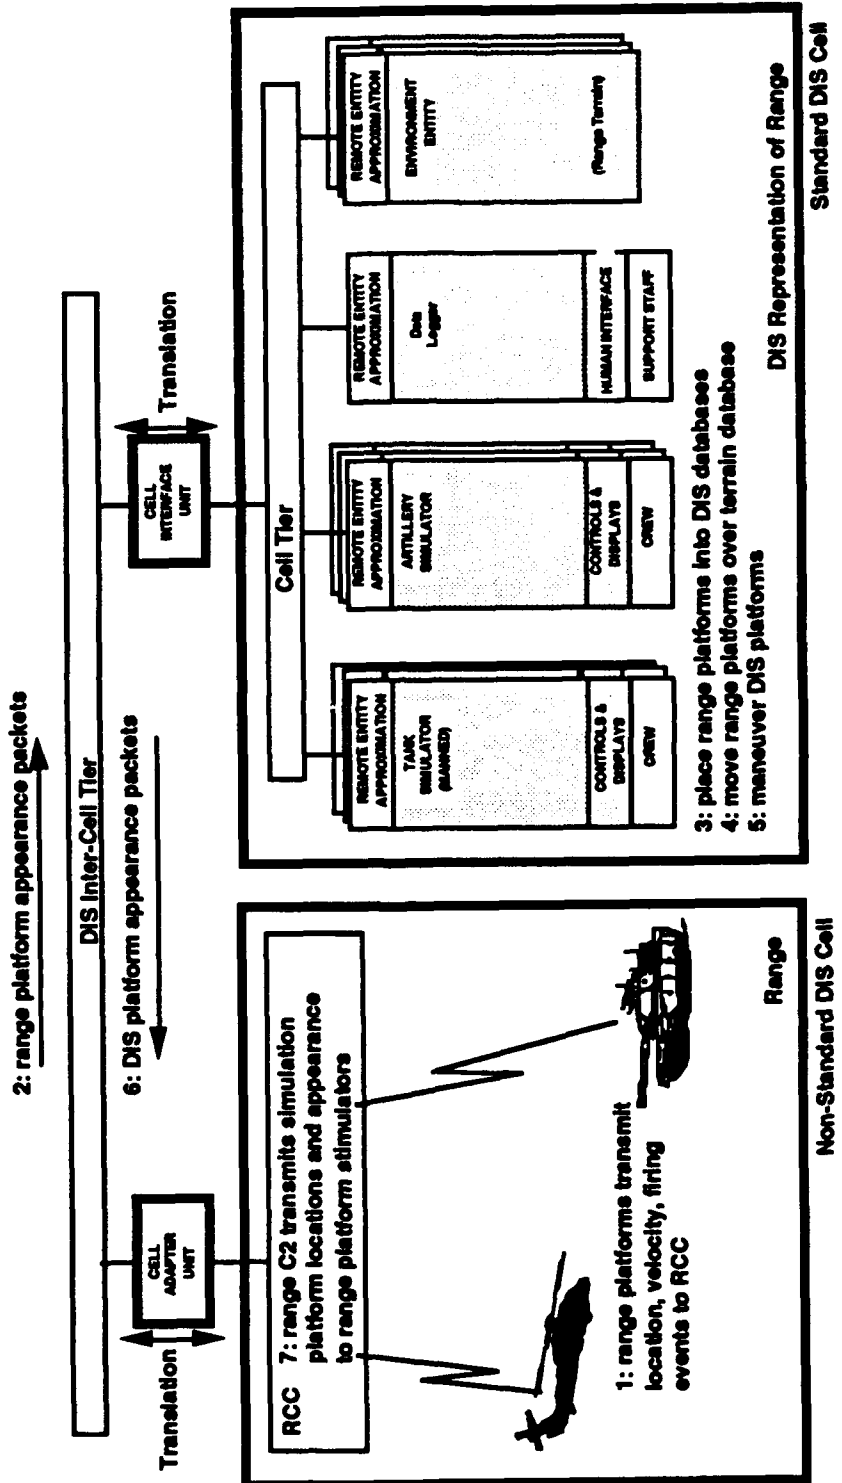 2: range platform appearance packets
DIS Inter-Cell Tier
6: DIS platform appearance packets
Translation
CELL
ADAPTER
UNIT
CELL
INTERFACE
UNIT
Translation
RCC
7: range C2 transmits simulation
platform locations and appearance
to range platform stimulators
1: range platforms transmit
location, velocity, firing
events to RCC
Range
Non-Standard DIS Cell
Cell Tier
REMOTE ENTITY
APPROXIMATION
TANK
SIMULATOR
(MANNED)
CONTROLS &
DISPLAYS
CREW
REMOTE ENTITY
APPROXIMATION
ARTILLERY
SIMULATOR
CONTROLS &
DISPLAYS
CREW
REMOTE ENTITY
APPROXIMATION
Data
Logger
HUMAN INTERFACE
SUPPORT STAFF
REMOTE ENTITY
APPROXIMATION
ENVIRONMENT
ENTITY
(Range Terrain)
3: place range platforms into DIS databases
4: move range platforms over terrain database
5: maneuver DIS platforms
DIS Representation of Range
Standard DIS Cell